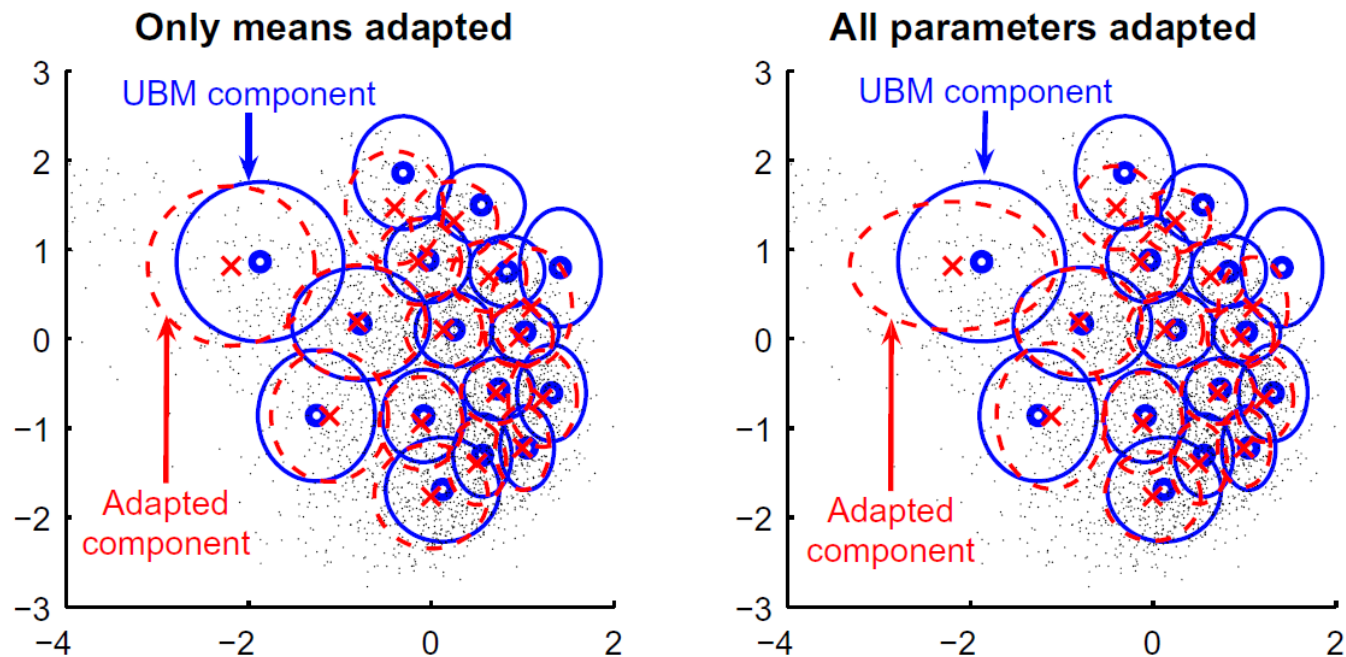 Only means adapted
3
2
1
0
−1
−2
−3
−4
−2
0
2
UBM component
Adapted
component
All parameters adapted
3
2
1
0
−1
−2
−3
−4
−2
0
2
UBM component
Adapted
component